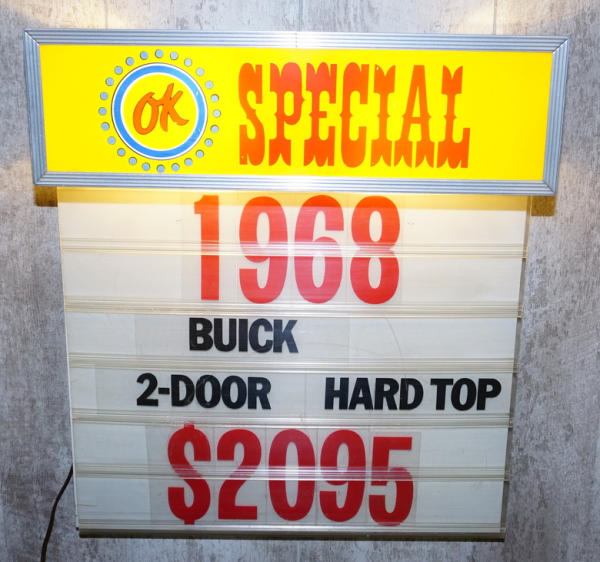 OK SPECIAL
1968
BUICK
2-DOOR HARD TOP
$2095